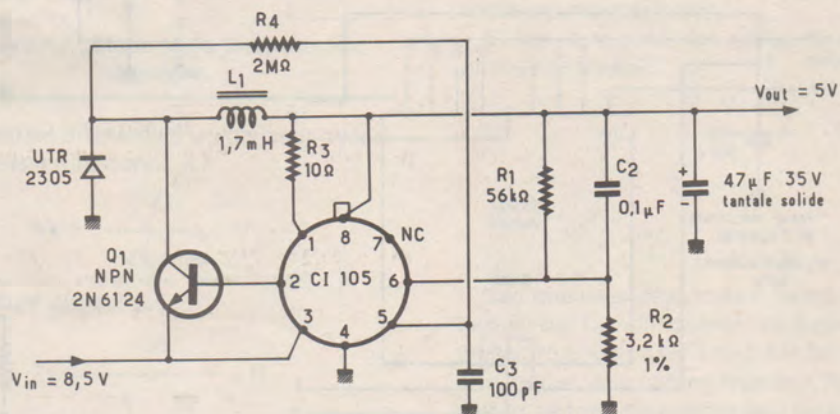 R4
2MΩ
L1
1,7mH
Vout = 5V
UTR
2305
R3
10Ω
R1
56kΩ
C2
0,1µF
+
-
47µF 35V
tantale solide
Q1
NPN
2N6124
1
8
7
NC
2
CI 105
6
3
4
5
R2
3,2kΩ
1%
C3
100pF
Vin = 8,5V